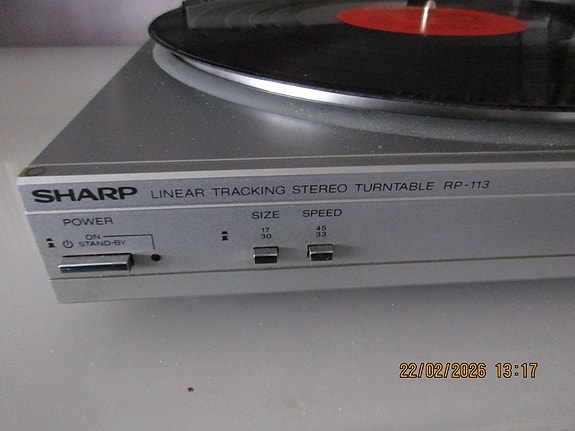 SHARP LINEAR TRACKING STEREO TURNTABLE RP-113
POWER
ON
STAND-BY
SIZE
17
30
SPEED
45
33
22/02/2026 13:17